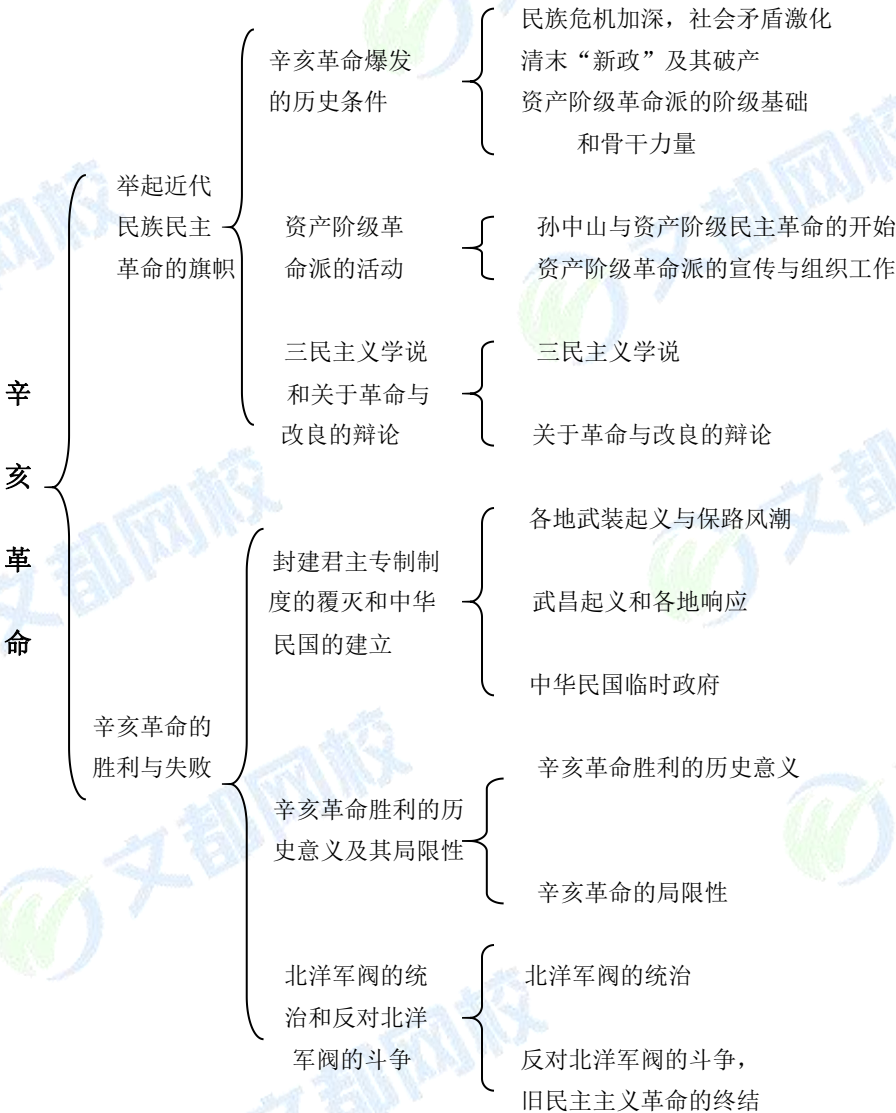 辛亥革命
举起近代
民族民主
革命的旗帜
辛亥革命爆发
的历史条件
民族危机加深，社会矛盾激化
清末“新政”及其破产
资产阶级革命派的阶级基础
和骨干力量
资产阶级革
命派的活动
孙中山与资产阶级民主革命的开始
资产阶级革命派的宣传与组织工作
三民主义学说
和关于革命与
改良的辩论
三民主义学说
关于革命与改良的辩论
辛亥革命的
胜利与失败
封建君主专制制
度的覆灭和中华
民国的建立
各地武装起义与保路风潮
武昌起义和各地响应
中华民国临时政府
辛亥革命胜利的历
史意义及其局限性
辛亥革命胜利的历史意义
辛亥革命的局限性
北洋军阀的统
治和反对北洋
军阀的斗争
北洋军阀的统治
反对北洋军阀的斗争，
旧民主主义革命的终结
文都网校